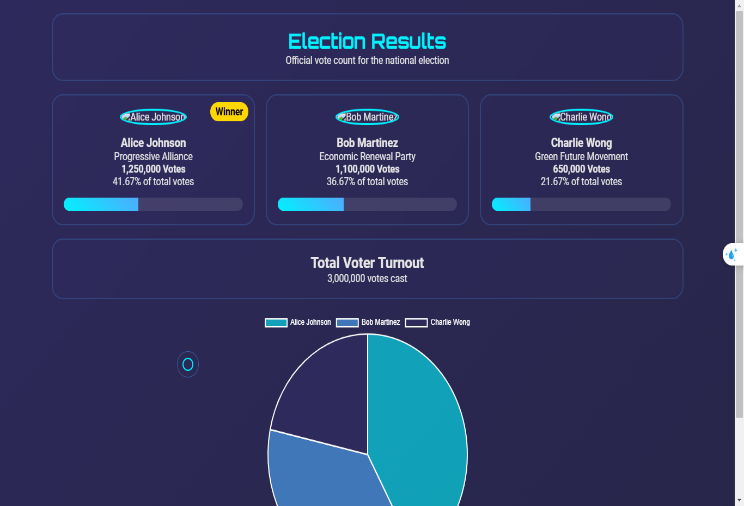 Election Results
Official vote count for the national election
Winner
Alice Johnson
Alice Johnson
Progressive Alliance
1,250,000 Votes
41.67% of total votes
Bob Martinez
Bob Martinez
Economic Renewal Party
1,100,000 Votes
36.67% of total votes
Charlie Wong
Charlie Wong
Green Future Movement
650,000 Votes
21.67% of total votes
Total Voter Turnout
3,000,000 votes cast
Alice Johnson Bob Martinez Charlie Wong